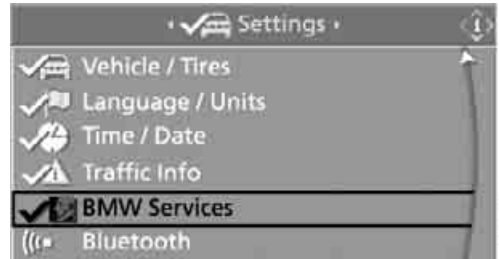 Settings
Vehicle / Tires
Language / Units
Time / Date
Traffic Info
BMW Services
Bluetooth